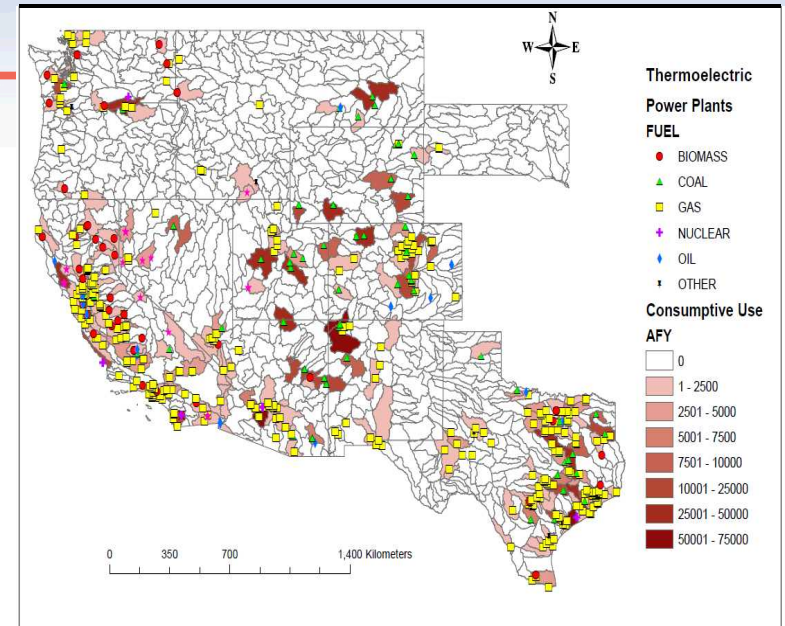 N
W E
S
Thermoelectric
Power Plants
FUEL
BIOMASS
COAL
GAS
NUCLEAR
OIL
OTHER
Consumptive Use
AFY
0
1 - 2500
2501 - 5000
5001 - 7500
7501 - 10000
10001 - 25000
25001 - 50000
50001 - 75000
0 350 700 1,400 Kilometers